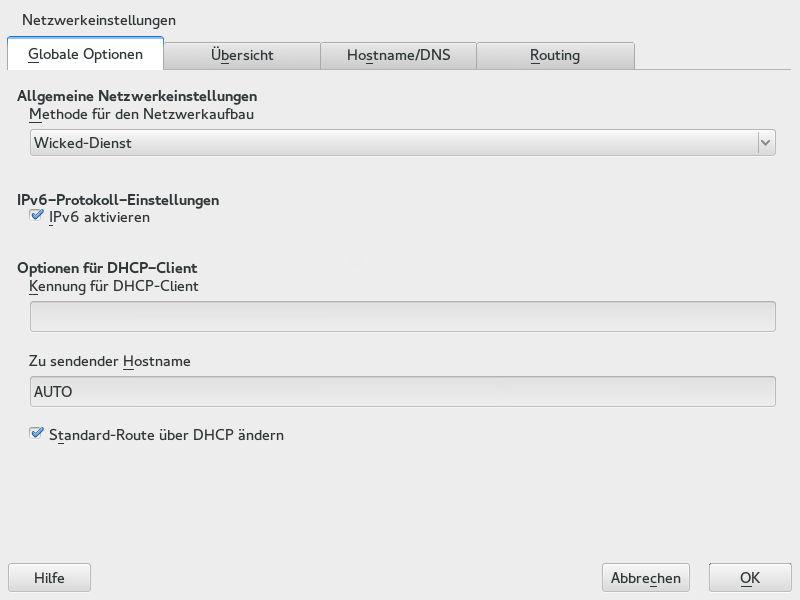 Netzwerkeinstellungen
Globale Optionen Übersicht Hostname/DNS Routing
Allgemeine Netzwerkeinstellungen
Methode für den Netzwerkaufbau
Wicked-Dienst
IPv6-Protokoll-Einstellungen
IPv6 aktivieren
Optionen für DHCP-Client
Kennung für DHCP-Client
Zu sendender Hostname
AUTO
Standard-Route über DHCP ändern
Hilfe Abbrechen OK